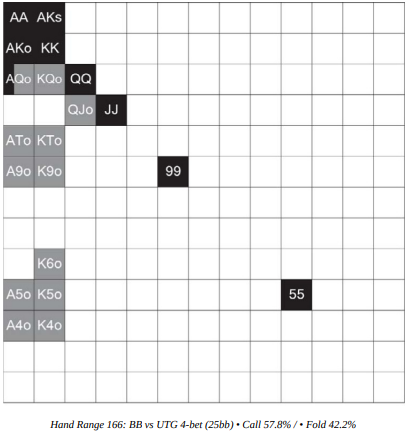 AA AKs
AKo KK
AQo KQo QQ
QJo JJ
ATo KTo
A9o K9o 99
K6o
A5o K5o 55
A4o K4o
Hand Range 166: BB vs UTG 4-bet (25bb) • Call 57.8% / • Fold 42.2%